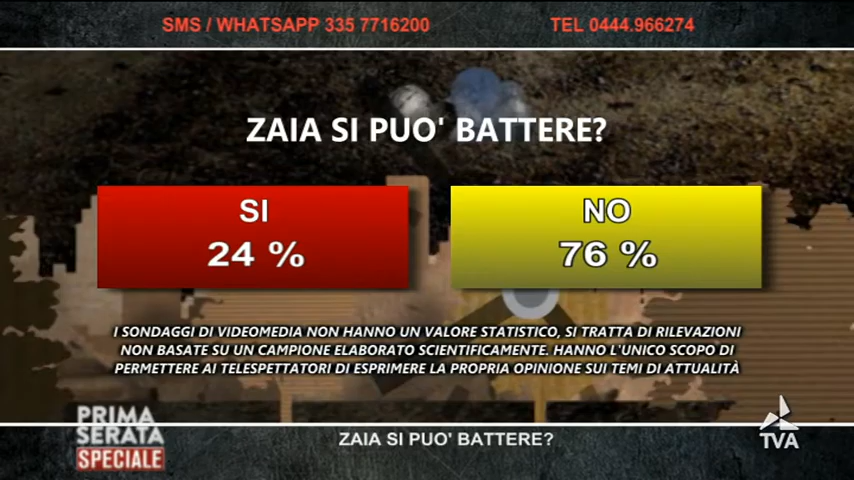 SMS / WHATSAPP 335 7716200
TEL 0444.966274
ZAIA SI PUO' BATTERE?
SI
24 %
NO
76 %
I SONDAGGI DI VIDEOMEDIA NON HANNO UN VALORE STATISTICO, SI TRATTA DI RILEVAZIONI
NON BASATE SU UN CAMPIONE ELABORATO SCIENTIFICAMENTE. HANNO L'UNICO SCOPO DI
PERMETTERE AI TELESPETTATORI DI ESPRIMERE LA PROPRIA OPINIONE SUI TEMI DI ATTUALITÀ
PRIMA
SERATA
SPECIALE
ZAIA SI PUO' BATTERE?
TVA